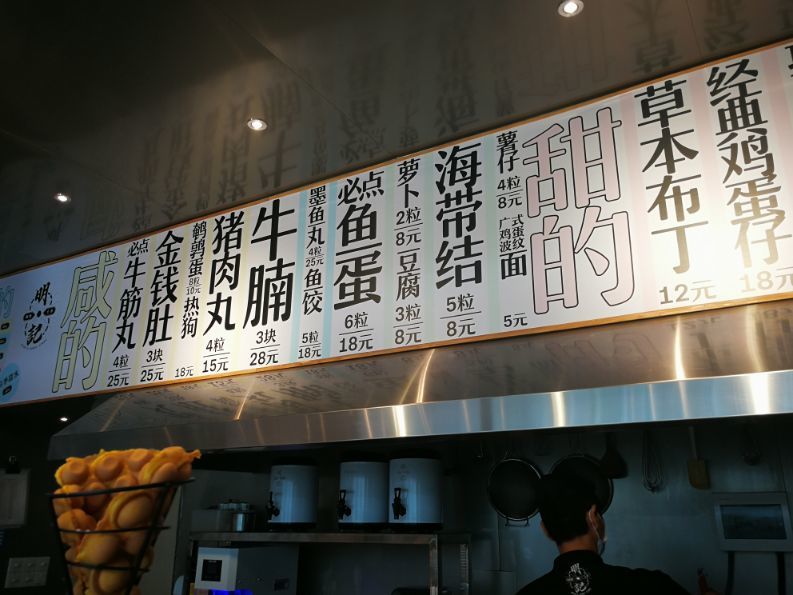 明
記
咸的
必点
牛筋丸
4粒
25元
金钱肚
3块
25元
鹌鹑蛋
8粒
10元
热狗
18元
猪肉丸
4粒
15元
牛腩
3块
28元
墨鱼丸
4粒
25元
鱼饺
5粒
18元
必点
鱼蛋
6粒
18元
萝卜
2粒
8元
豆腐
3粒
8元
海带结
5粒
8元
薯仔
4粒
8元
广式
鸡蛋
波纹
面
5元
甜的
草本布丁
12元
经典鸡蛋仔
18元
明記